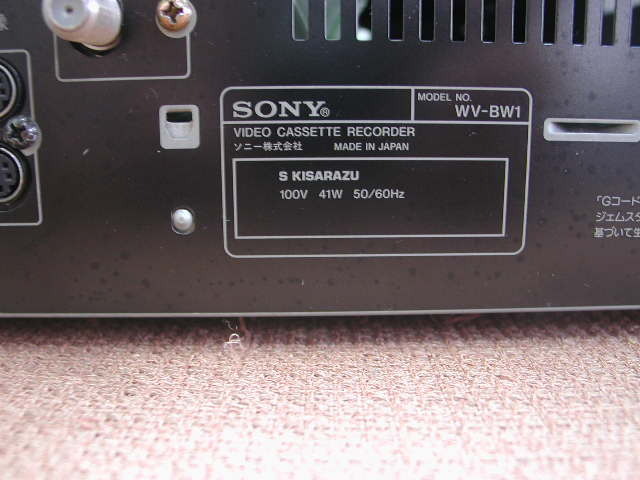 SONY®
MODEL NO.
WV-BW1
VIDEO CASSETTE RECORDER
ソニー株式会社 MADE IN JAPAN
S KISARAZU
100V 41W 50/60Hz
「Gコード
ジェムスタ
基づいて生